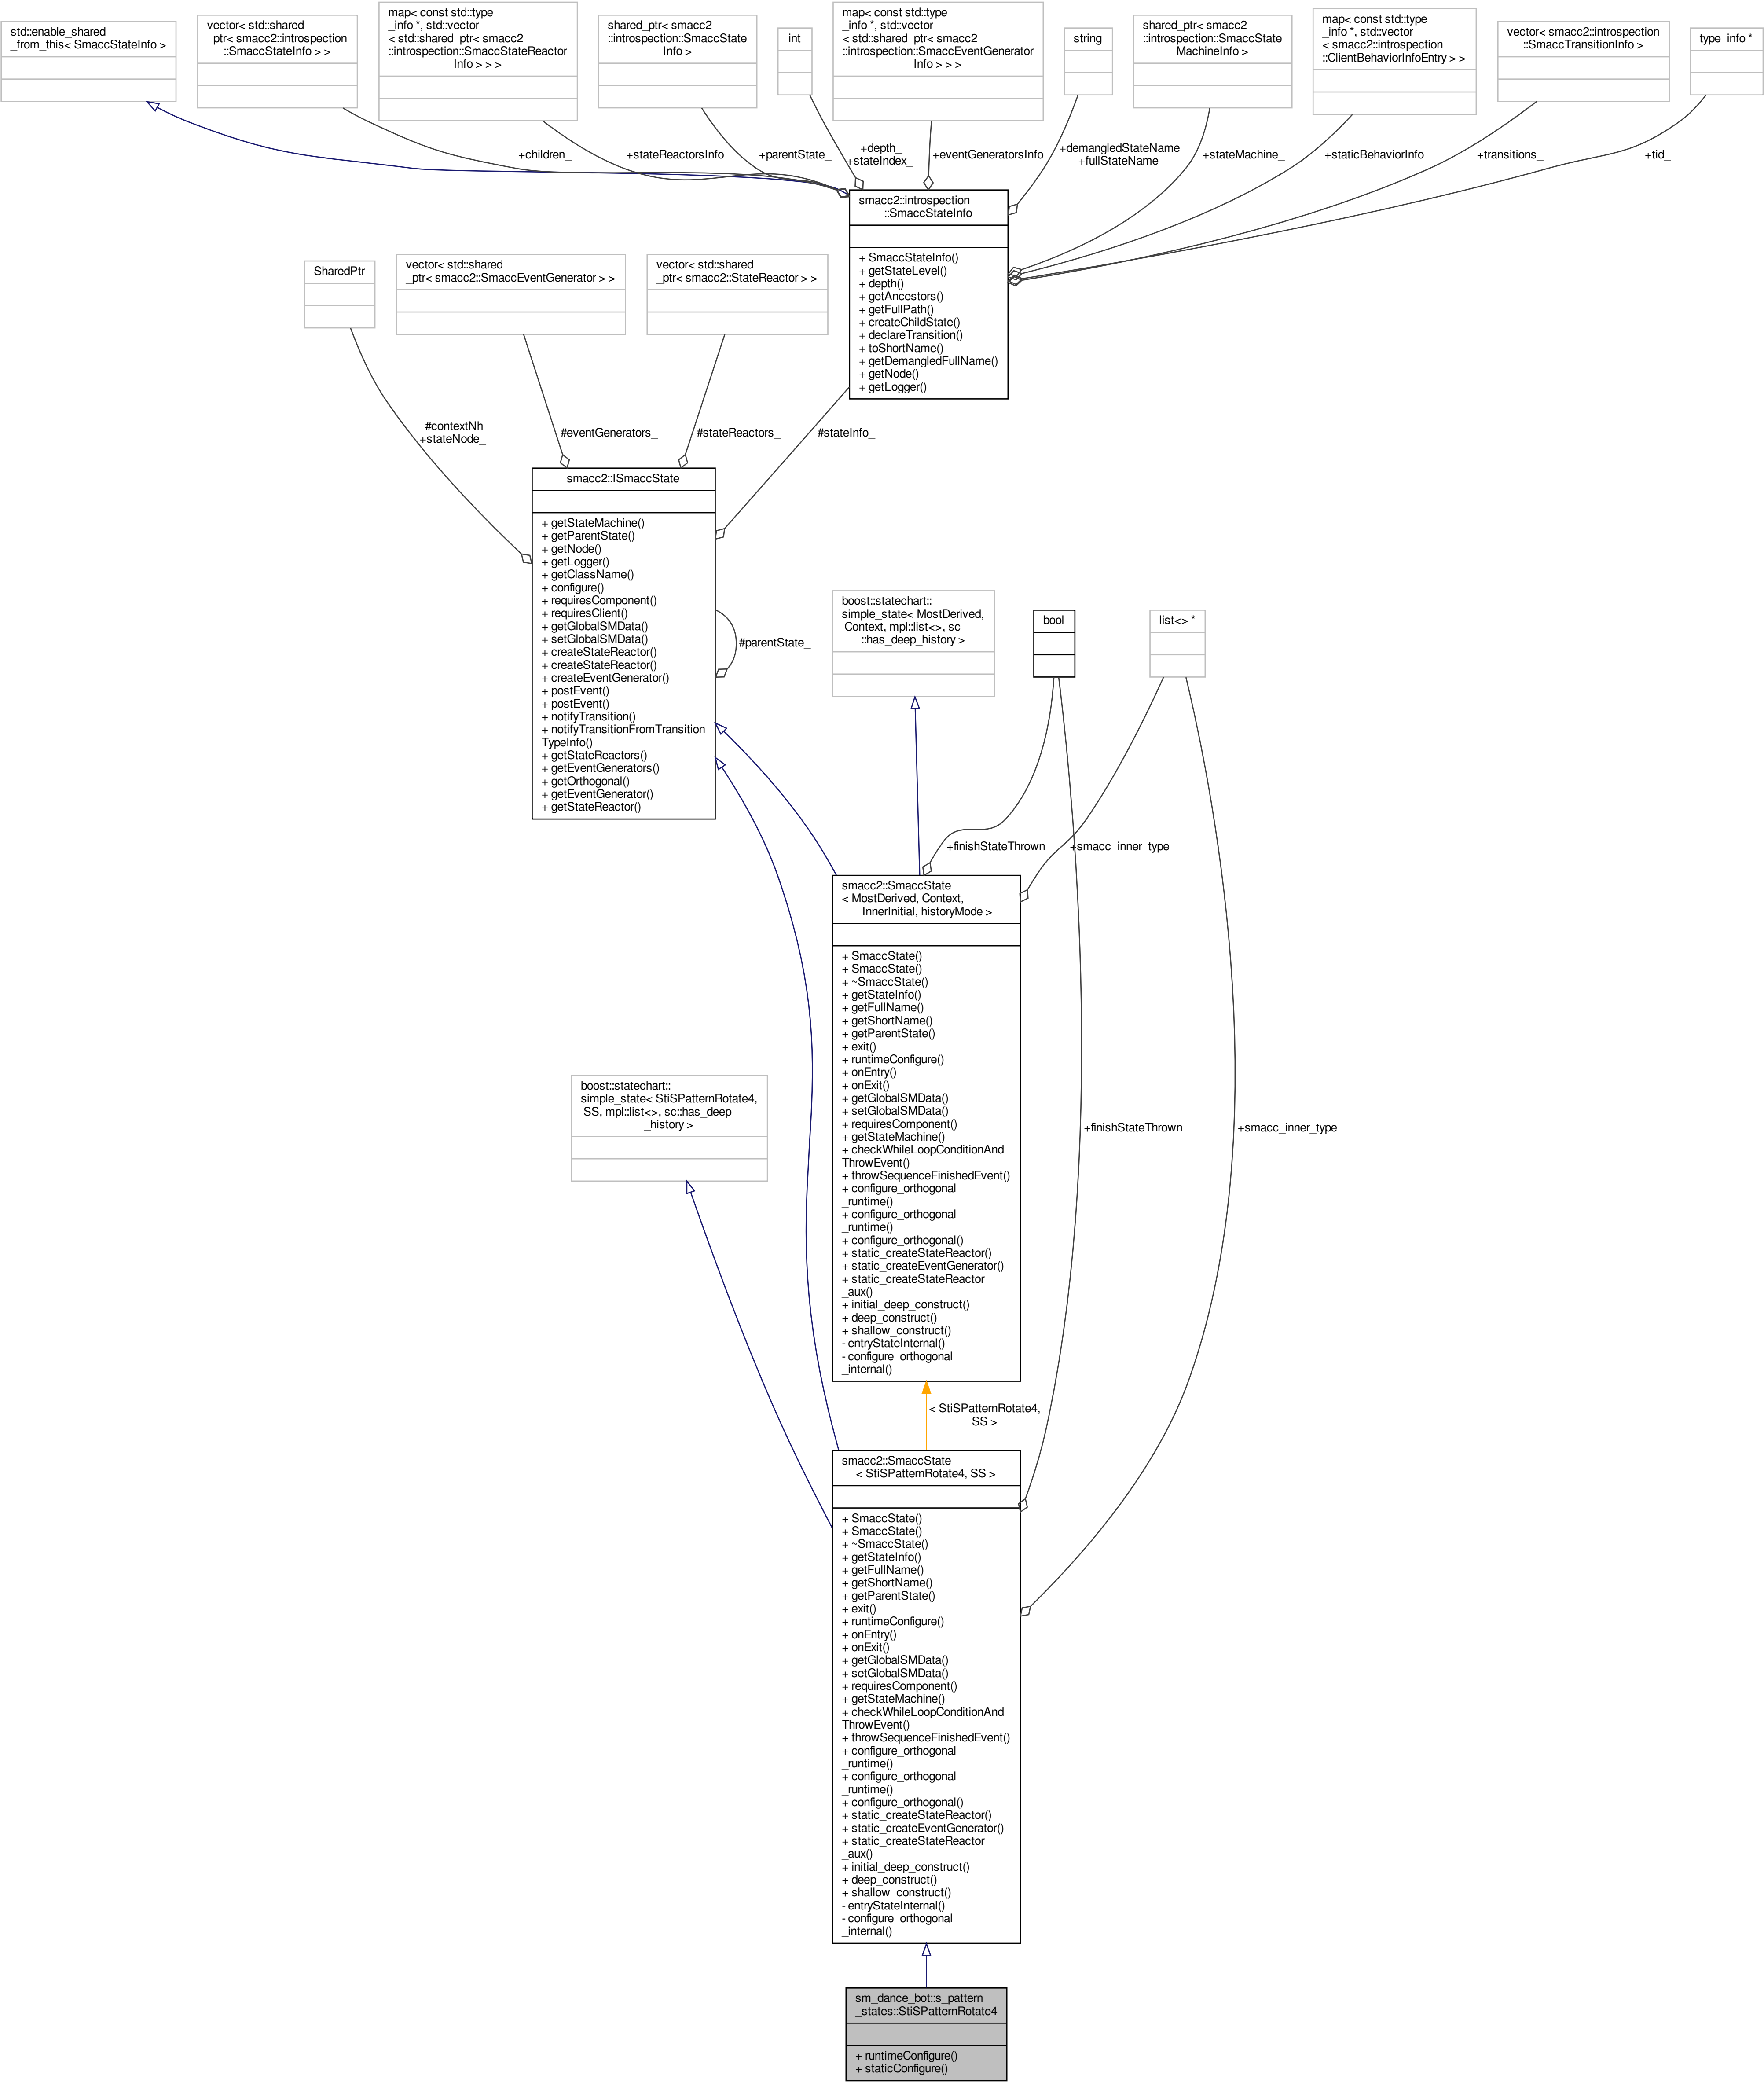 std::enable_shared
_from_this< SmaccStateInfo >
vector< std::shared
_ptr< smacc2::introspection
::SmaccStateInfo > >
map< const std::type
_info *, std::vector
< std::shared_ptr< smacc2
::introspection::SmaccStateReactor
Info > > >
shared_ptr< smacc2
::introspection::SmaccState
Info >
int
map< const std::type
_info *, std::vector
< std::shared_ptr< smacc2
::introspection::SmaccEventGenerator
Info > > >
string
shared_ptr< smacc2
::introspection::SmaccState
MachineInfo >
map< const std::type
_info *, std::vector
< smacc2::introspection
::ClientBehaviorInfoEntry > >
vector< smacc2::introspection
::SmaccTransitionInfo >
type_info *
+children_
+stateReactorsInfo
+parentState_
+depth_
+stateIndex_
+eventGeneratorsInfo
+demangledStateName
+fullStateName
+stateMachine_
+staticBehaviorInfo
+transitions_
+tid_
smacc2::introspection
::SmaccStateInfo
+ SmaccStateInfo()
+ getStateLevel()
+ depth()
+ getAncestors()
+ getFullPath()
+ createChildState()
+ declareTransition()
+ toShortName()
+ getDemangledFullName()
+ getNode()
+ getLogger()
SharedPtr
vector< std::shared
_ptr< smacc2::SmaccEventGenerator > >
vector< std::shared
_ptr< smacc2::StateReactor > >
#contextNh
+stateNode_
#eventGenerators_
#stateReactors_
#stateInfo_
smacc2::ISmaccState
+ getStateMachine()
+ getParentState()
+ getNode()
+ getLogger()
+ getClassName()
+ configure()
+ requiresComponent()
+ requiresClient()
+ getGlobalSMData()
+ setGlobalSMData()
+ createStateReactor()
+ createStateReactor()
+ createEventGenerator()
+ postEvent()
+ postEvent()
+ notifyTransition()
+ notifyTransitionFromTransition
TypeInfo()
+ getStateReactors()
+ getEventGenerators()
+ getOrthogonal()
+ getEventGenerator()
+ getStateReactor()
#parentState_
boost::statechart::
simple_state< MostDerived,
Context, mpl::list<>, sc
::has_deep_history >
bool
list<> *
+finishStateThrown
+smacc_inner_type
smacc2::SmaccState
< MostDerived, Context,
InnerInitial, historyMode >
+ SmaccState()
+ SmaccState()
+ ~SmaccState()
+ getStateInfo()
+ getFullName()
+ getShortName()
+ getParentState()
+ exit()
+ runtimeConfigure()
+ onEntry()
+ onExit()
+ getGlobalSMData()
+ setGlobalSMData()
+ requiresComponent()
+ getStateMachine()
+ checkWhileLoopConditionAnd
ThrowEvent()
+ throwSequenceFinishedEvent()
+ configure_orthogonal
_runtime()
+ configure_orthogonal
_runtime()
+ configure_orthogonal()
+ static_createStateReactor()
+ static_createEventGenerator()
+ static_createStateReactor
_aux()
+ initial_deep_construct()
+ deep_construct()
+ shallow_construct()
- entryStateInternal()
- configure_orthogonal
_internal()
boost::statechart::
simple_state< StiSPatternRotate4,
SS, mpl::list<>, sc::has_deep
_history >
+finishStateThrown
+smacc_inner_type
< StiSPatternRotate4,
SS >
smacc2::SmaccState
< StiSPatternRotate4, SS >
+ SmaccState()
+ SmaccState()
+ ~SmaccState()
+ getStateInfo()
+ getFullName()
+ getShortName()
+ getParentState()
+ exit()
+ runtimeConfigure()
+ onEntry()
+ onExit()
+ getGlobalSMData()
+ setGlobalSMData()
+ requiresComponent()
+ getStateMachine()
+ checkWhileLoopConditionAnd
ThrowEvent()
+ throwSequenceFinishedEvent()
+ configure_orthogonal
_runtime()
+ configure_orthogonal
_runtime()
+ configure_orthogonal()
+ static_createStateReactor()
+ static_createEventGenerator()
+ static_createStateReactor
_aux()
+ initial_deep_construct()
+ deep_construct()
+ shallow_construct()
- entryStateInternal()
- configure_orthogonal
_internal()
sm_dance_bot::s_pattern
_states::StiSPatternRotate4
+ runtimeConfigure()
+ staticConfigure()